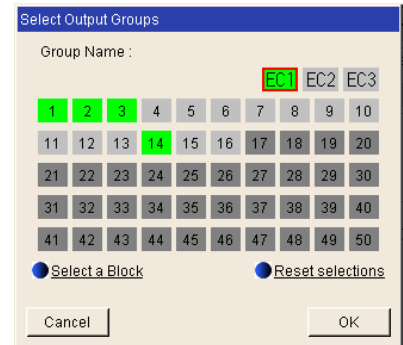 Select Output Groups
Group Name :
EC1 EC2 EC3
1 2 3 4 5 6 7 8 9 10
11 12 13 14 15 16 17 18 19 20
21 22 23 24 25 26 27 28 29 30
31 32 33 34 35 36 37 38 39 40
41 42 43 44 45 46 47 48 49 50
Select a Block Reset selections
Cancel OK